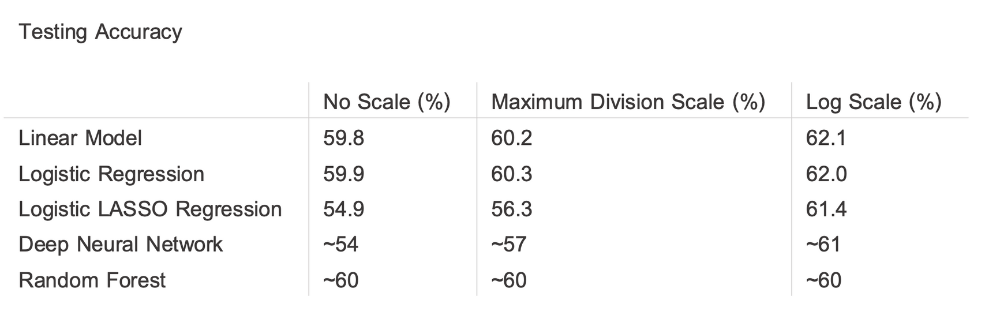 Testing Accuracy
No Scale (%) Maximum Division Scale (%) Log Scale (%)
Linear Model 59.8 60.2 62.1
Logistic Regression 59.9 60.3 62.0
Logistic LASSO Regression 54.9 56.3 61.4
Deep Neural Network ~54 ~57 ~61
Random Forest ~60 ~60 ~60